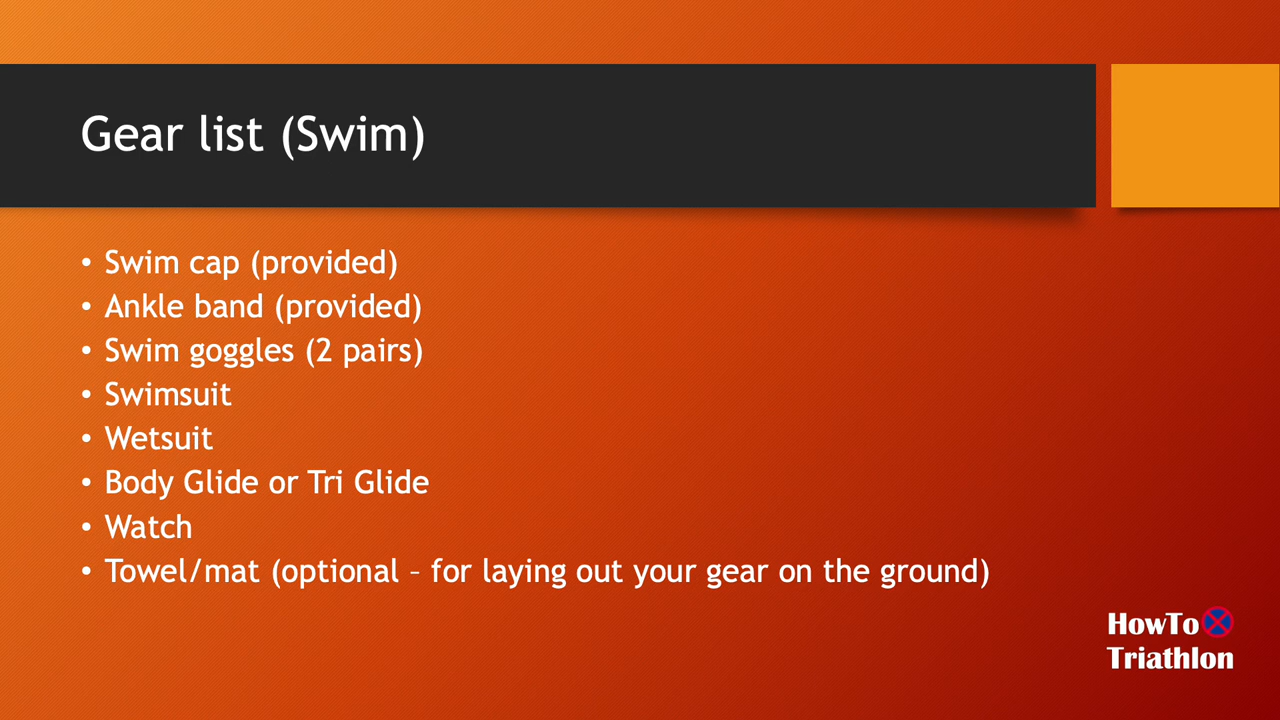 Gear list (Swim)
• Swim cap (provided)
• Ankle band (provided)
• Swim goggles (2 pairs)
• Swimsuit
• Wetsuit
• Body Glide or Tri Glide
• Watch
• Towel/mat (optional – for laying out your gear on the ground)
HowTo
Triathlon